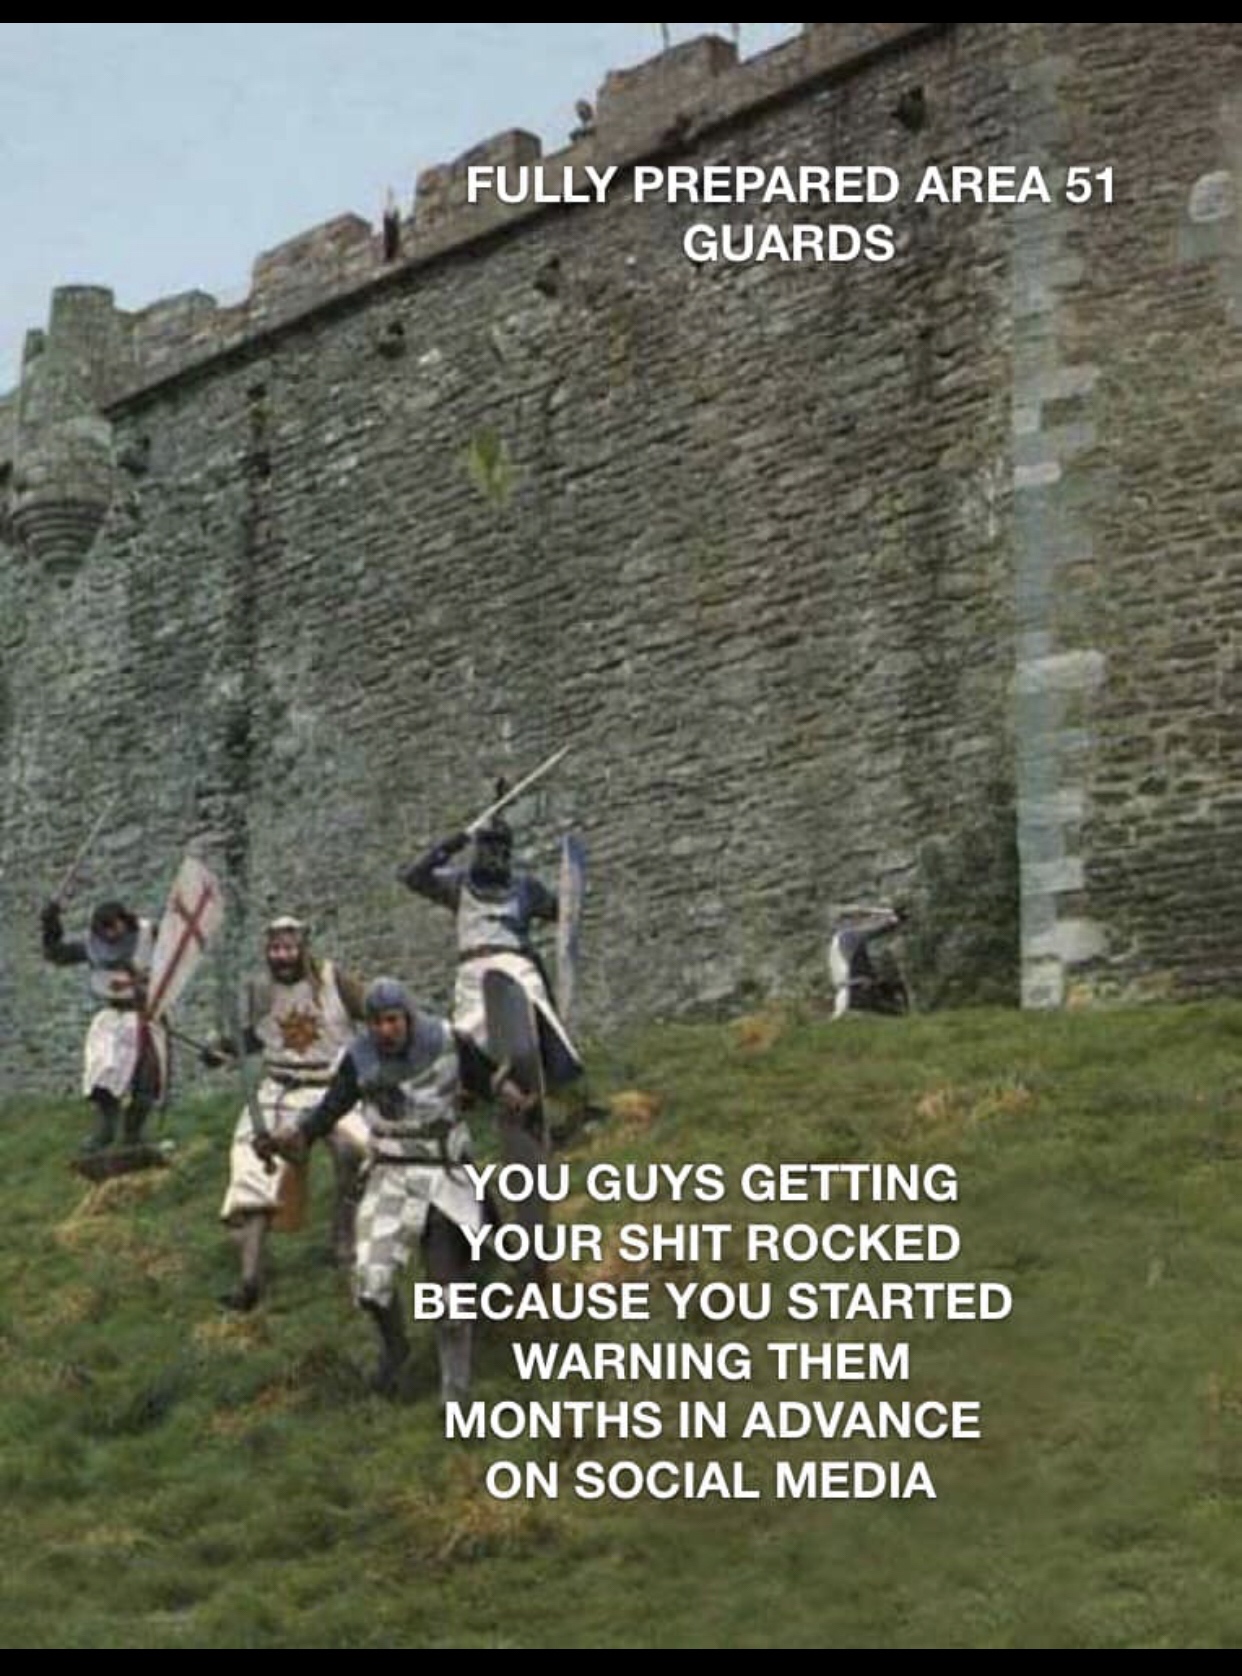 FULLY PREPARED AREA 51
GUARDS
YOU GUYS GETTING
YOUR SHIT ROCKED
BECAUSE YOU STARTED
WARNING THEM
MONTHS IN ADVANCE
ON SOCIAL MEDIA